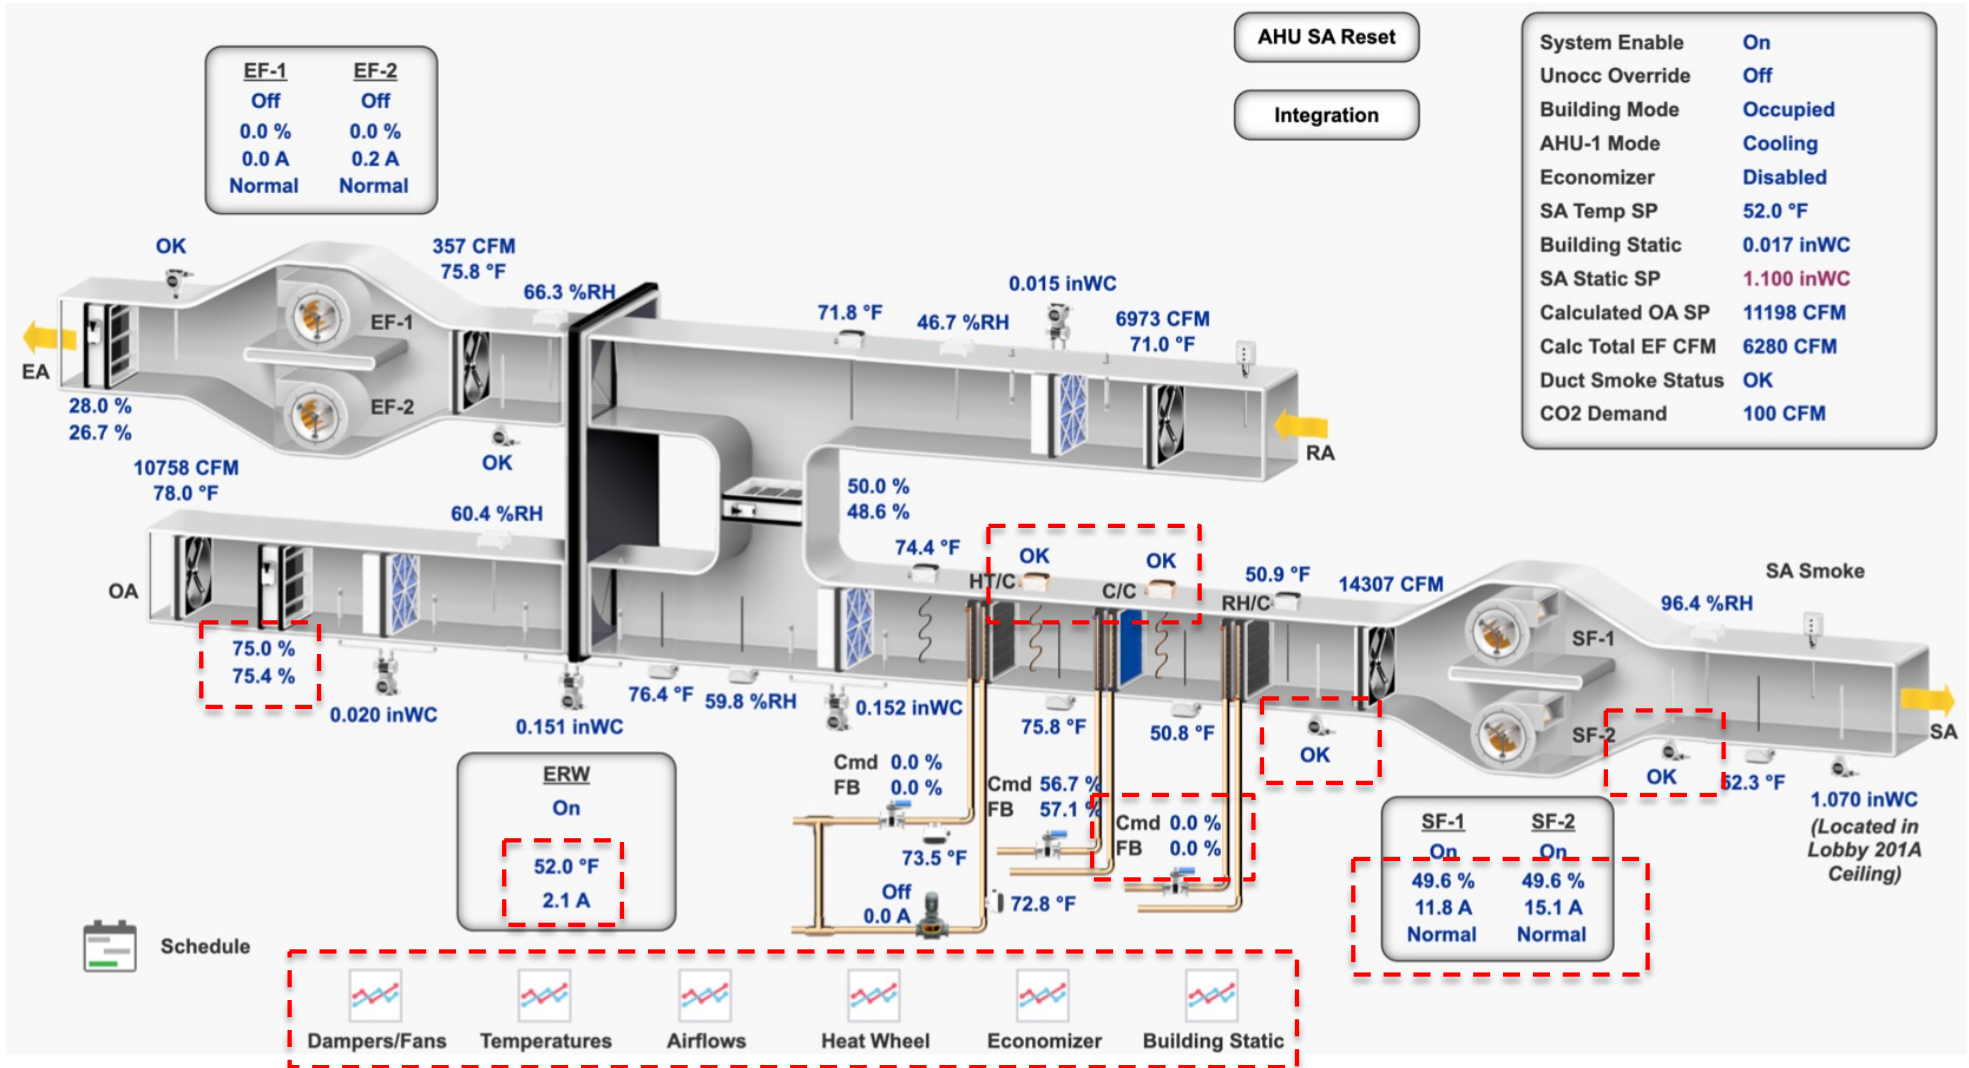 AHU SA Reset
Integration
System Enable On
Unocc Override Off
Building Mode Occupied
AHU-1 Mode Cooling
Economizer Disabled
SA Temp SP 52.0 °F
Building Static 0.017 inWC
SA Static SP 1.100 inWC
Calculated OA SP 11198 CFM
Calc Total EF CFM 6280 CFM
Duct Smoke Status OK
CO2 Demand 100 CFM
EF-1 EF-2
Off Off
0.0 % 0.0 %
0.0 A 0.2 A
Normal Normal
OK
357 CFM
75.8 °F
66.3 %RH
EF-1
EF-2
EA
28.0 %
26.7 %
OK
71.8 °F
46.7 %RH
0.015 inWC
6973 CFM
71.0 °F
RA
10758 CFM
78.0 °F
60.4 %RH
OA
75.0 %
75.4 %
0.020 inWC
0.151 inWC
76.4 °F
59.8 %RH
0.152 inWC
50.0 %
48.6 %
74.4 °F
OK
HT/C
OK
C/C
50.9 °F
RH/C
14307 CFM
SA Smoke
96.4 %RH
SF-1
SF-2
SA
75.8 °F
50.8 °F
OK
OK
52.3 °F
1.070 inWC
(Located in
Lobby 201A
Ceiling)
Cmd 0.0 %
FB 0.0 %
Cmd 56.7 %
FB 57.1 %
Cmd 0.0 %
FB 0.0 %
73.5 °F
Off
0.0 A
72.8 °F
ERW
On
52.0 °F
2.1 A
SF-1 SF-2
On On
49.6 % 49.6 %
11.8 A 15.1 A
Normal Normal
Schedule
Dampers/Fans
Temperatures
Airflows
Heat Wheel
Economizer
Building Static